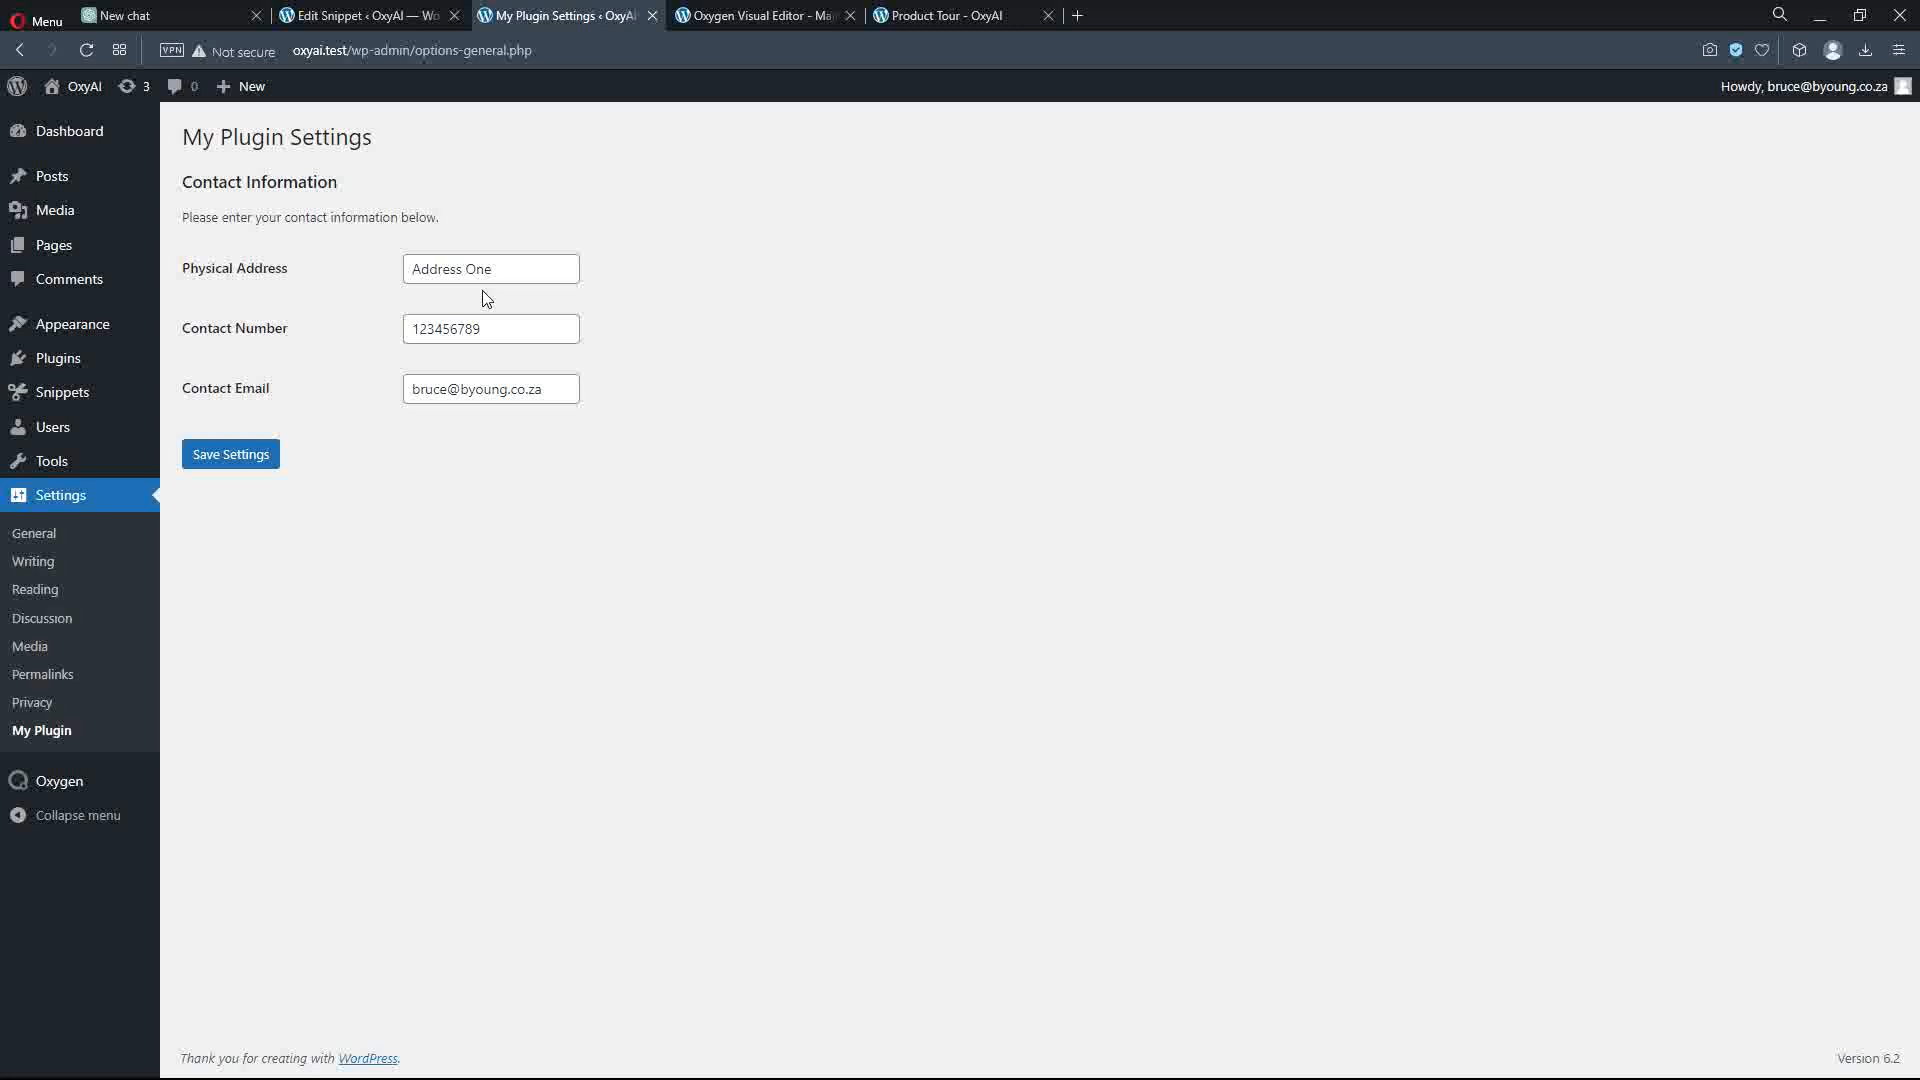 Menu
New chat
Edit Snippet ‹ OxyAI — Wo
My Plugin Settings ‹ OxyAI
Oxygen Visual Editor - Ma
Product Tour - OxyAI
VPN
Not secure
oxyai.test/wp-admin/options-general.php
OxyAI
3
0
New
Howdy, bruce@byoung.co.za
Dashboard
Posts
Media
Pages
Comments
Appearance
Plugins
Snippets
Users
Tools
Settings
General
Writing
Reading
Discussion
Media
Permalinks
Privacy
My Plugin
Oxygen
Collapse menu
My Plugin Settings
Contact Information
Please enter your contact information below.
Physical Address
Address One
Contact Number
123456789
Contact Email
bruce@byoung.co.za
Save Settings
Thank you for creating with WordPress.
Version 6.2